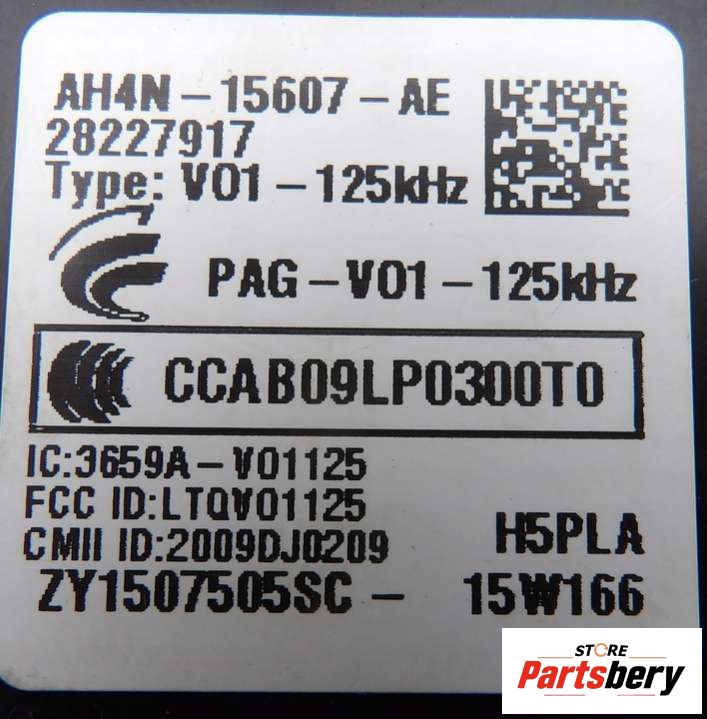 AH4N-15607-AE
28227917
Type: V01-125kHz
PAG-V01-125kHz
CCAB09LP0300T0
IC:3659A-V01125
FCC ID:LTQV01125
CMII ID:2009DJ0209
H5PLA
ZY1507505SC- 15W166
STORE
Partsbery